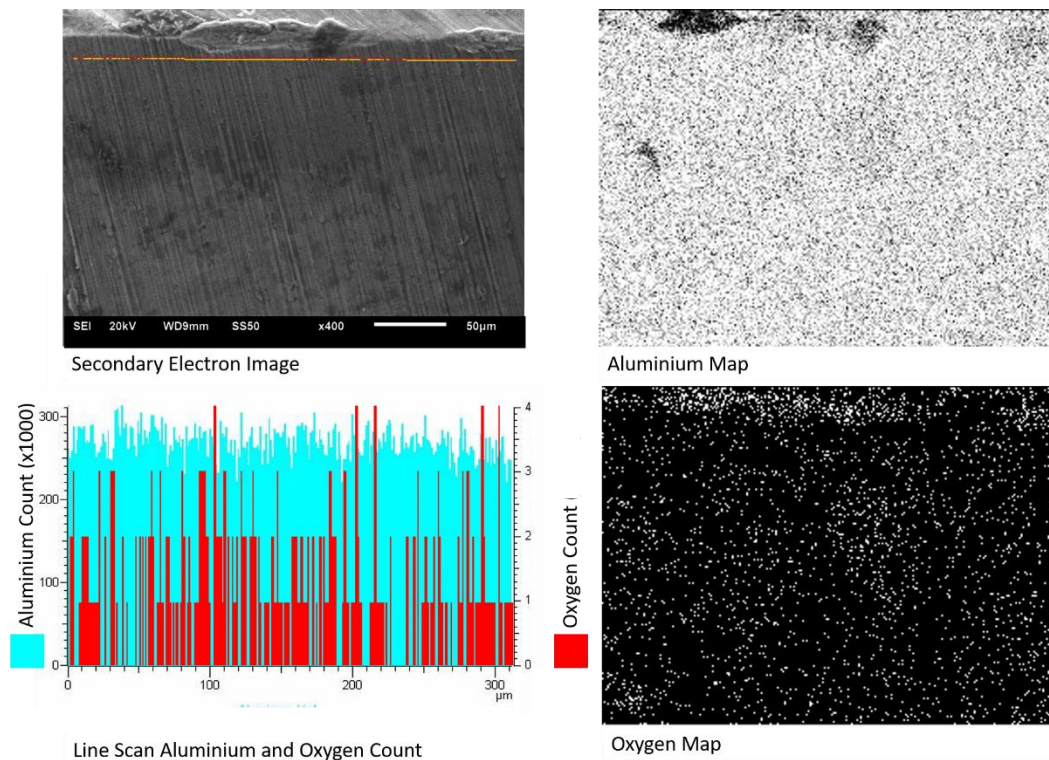 SEI 20kV WD9mm SS50 x400 50µm
Secondary Electron Image
Aluminium Map
Aluminium Count (x1000)
300
200
100
0
0 100 200 300
µm
4
3
2
1
0
Oxygen Count (
Line Scan Aluminium and Oxygen Count
Oxygen Map